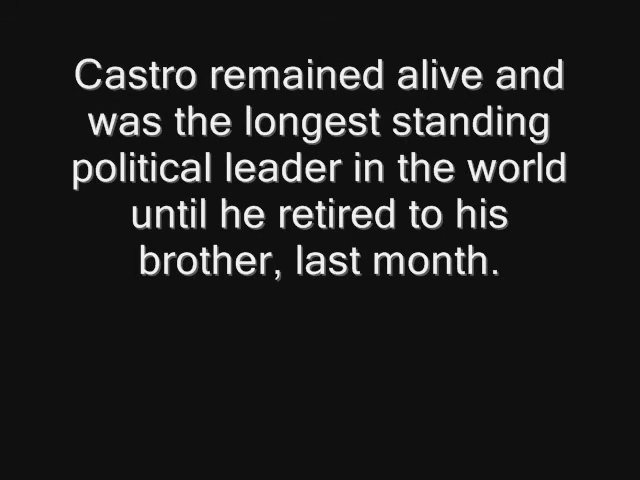 Castro remained alive and
was the longest standing
political leader in the world
until he retired to his
brother, last month.